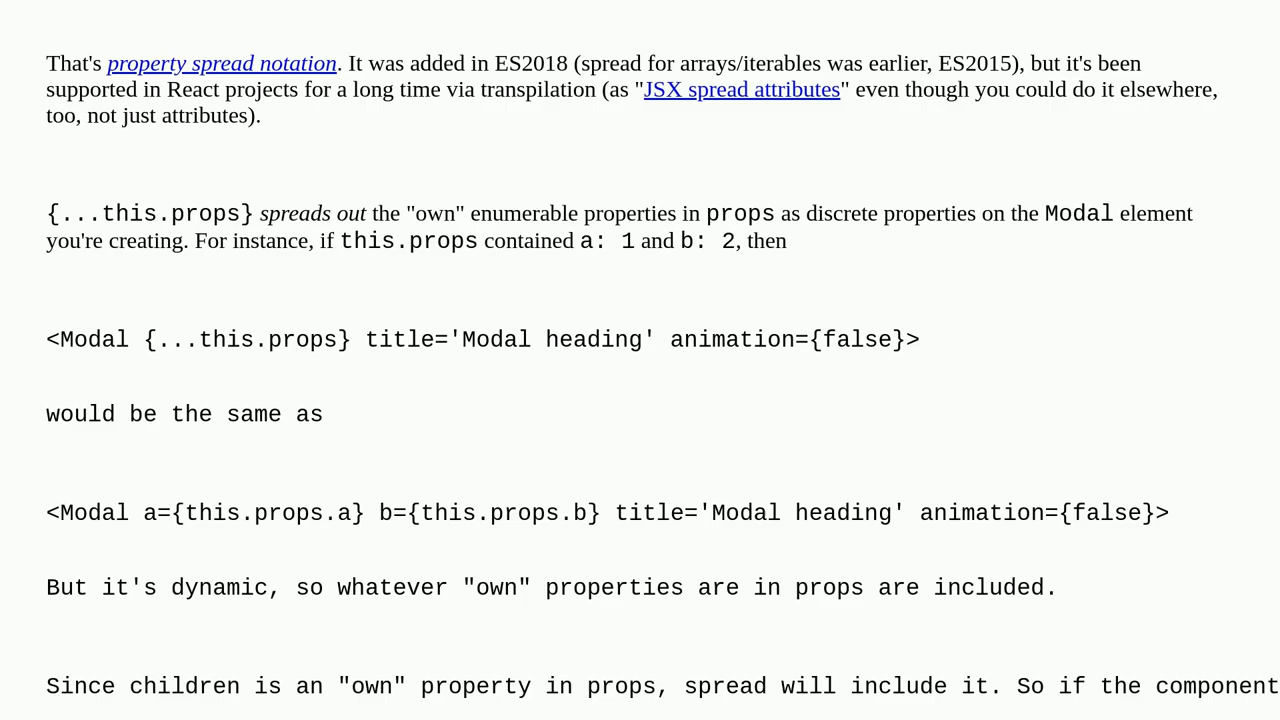 That's property spread notation. It was added in ES2018 (spread for arrays/iterables was earlier, ES2015), but it's been
supported in React projects for a long time via transpilation (as "JSX spread attributes" even though you could do it elsewhere,
too, not just attributes).
{...this.props} spreads out the "own" enumerable properties in props as discrete properties on the Modal element
you're creating. For instance, if this.props contained a: 1 and b: 2, then
<Modal {...this.props} title='Modal heading' animation={false}>
would be the same as
<Modal a={this.props.a} b={this.props.b} title='Modal heading' animation={false}>
But it's dynamic, so whatever "own" properties are in props are included.
Since children is an "own" property in props, spread will include it. So if the component